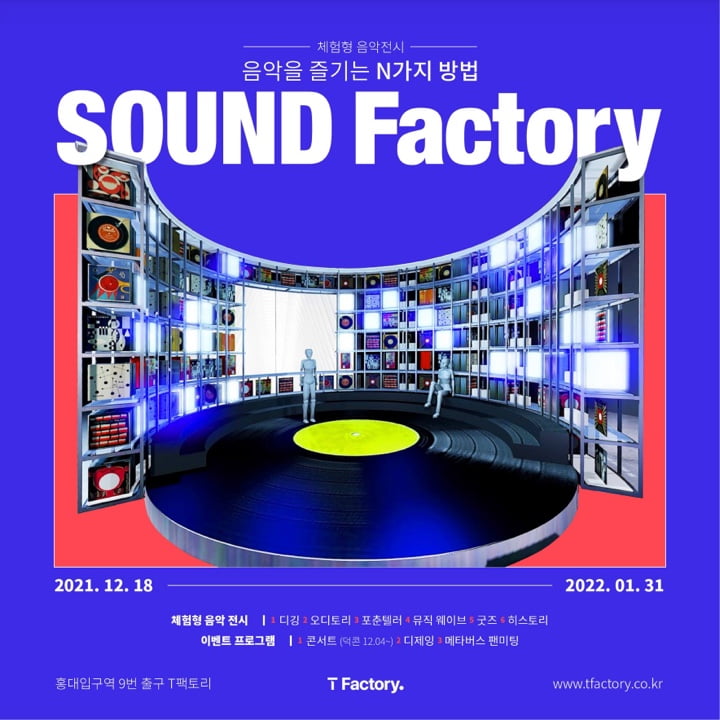 체험형 음악전시
음악을 즐기는 N가지 방법
SOUND Factory
2021. 12. 18
2022. 01. 31
체험형 음악 전시 | 1 디깅 2 오디토리 3 포춘텔러 4 뮤직 웨이브 5 굿즈 6 히스토리
이벤트 프로그램 | 1 콘서트 (덕콘 12.04~) 2 디제잉 3 메타버스 팬미팅
홍대입구역 9번 출구 T팩토리
T Factory.
www.tfactory.co.kr